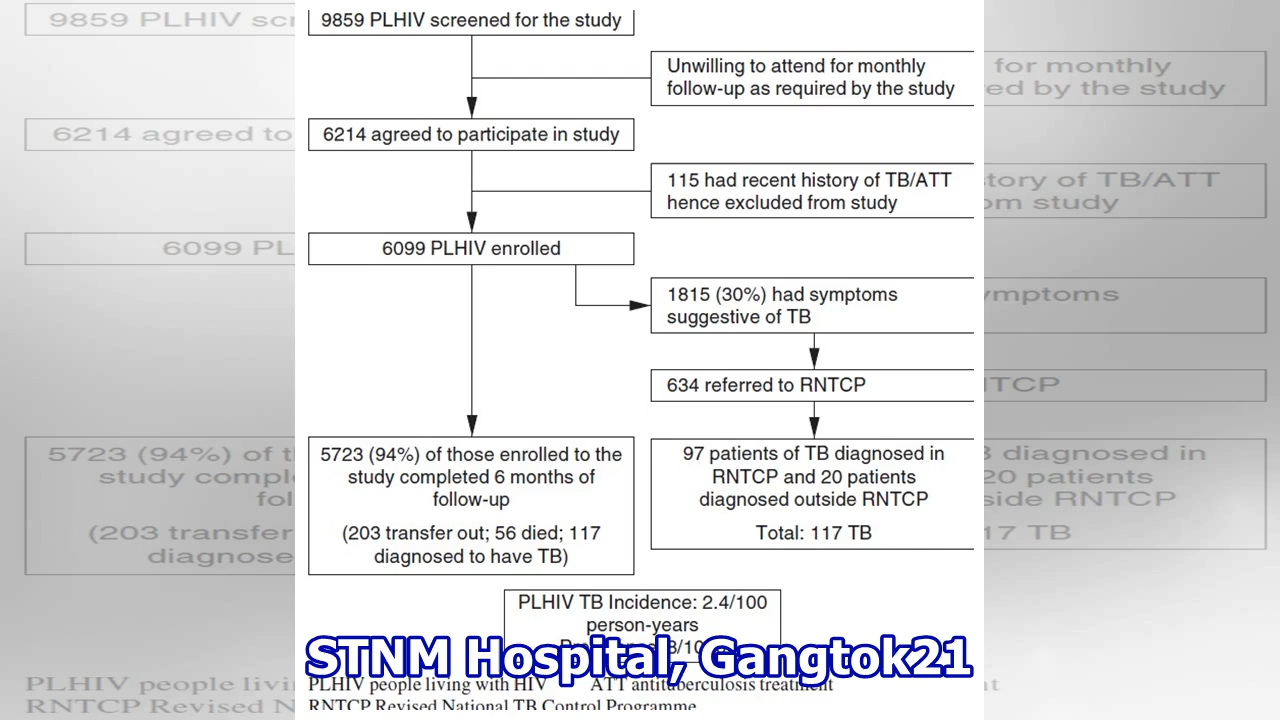 9859 PLHIV screened for the study
Unwilling to attend for monthly
follow-up as required by the study
6214 agreed to participate in study
115 had recent history of TB/ATT
hence excluded from study
6099 PLHIV enrolled
1815 (30%) had symptoms
suggestive of TB
634 referred to RNTCP
5723 (94%) of those enrolled to the
study completed 6 months of
follow-up
(203 transfer out; 56 died; 117
diagnosed to have TB)
97 patients of TB diagnosed in
RNTCP and 20 patients
diagnosed outside RNTCP
Total: 117 TB
PLHIV TB Incidence: 2.4/100
person-years
STNM Hospital, Gangtok21
PLHIV people living with HIV ATT antituberculosis treatment
RNTCP Revised National TB Control Programme